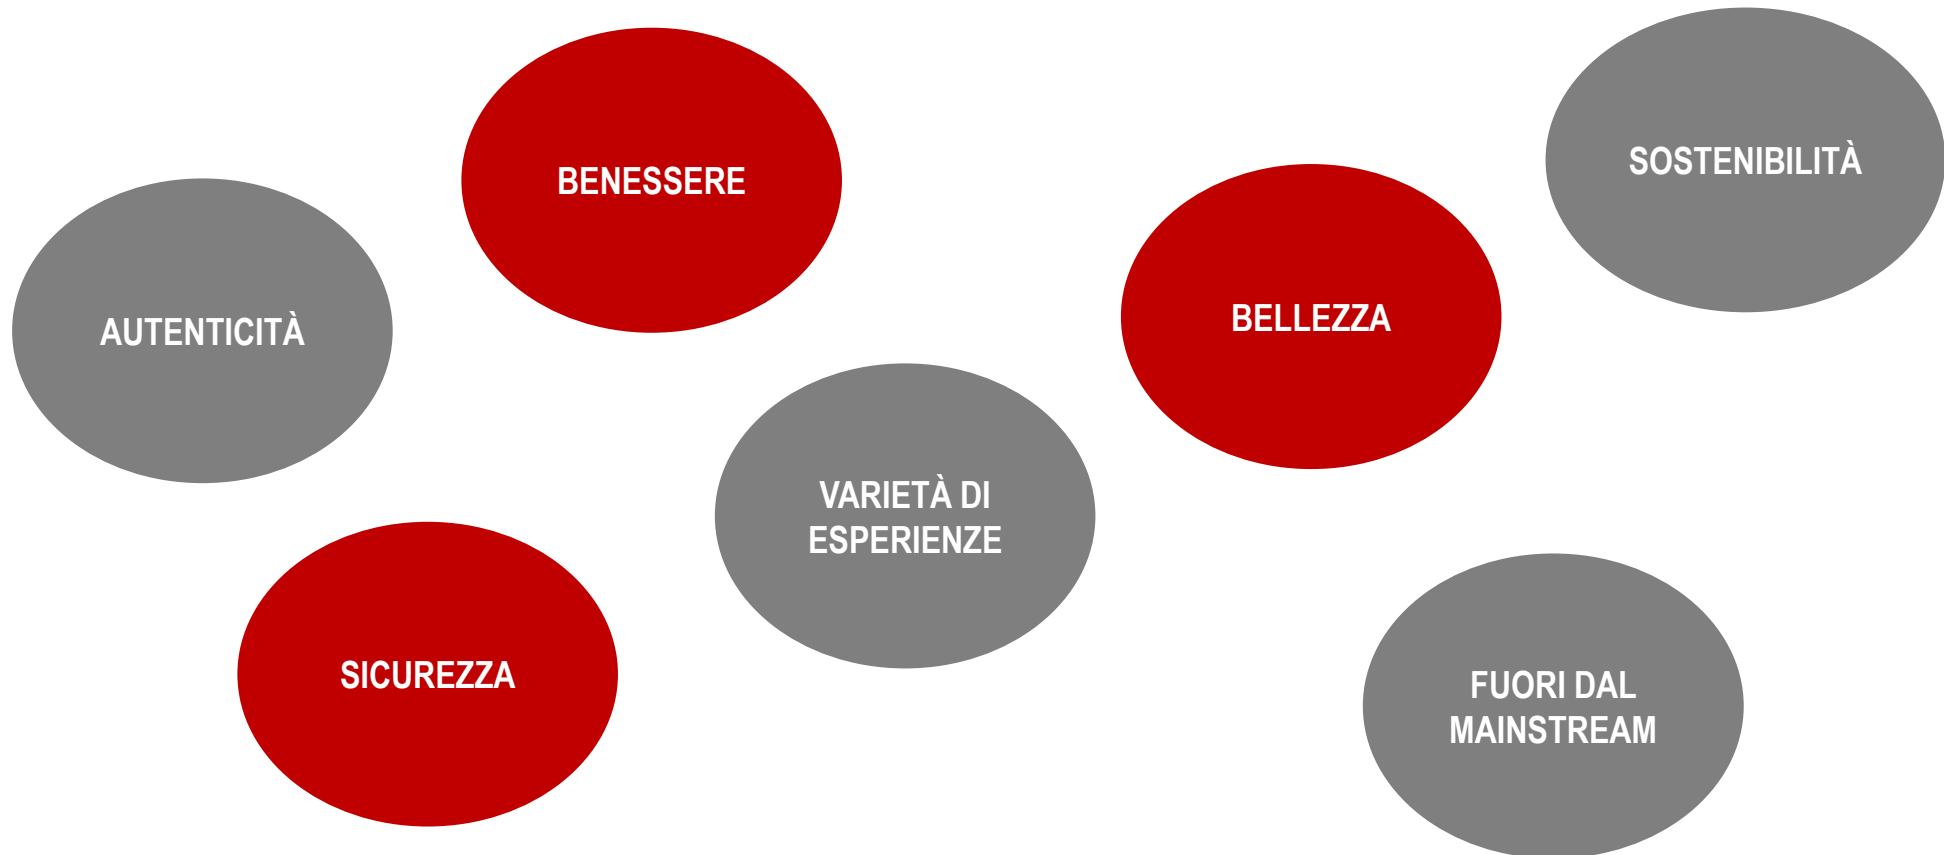 SOSTENIBILITÀ
BENESSERE
BELLEZZA
AUTENTICITÀ
VARIETÀ DI
ESPERIENZE
SICUREZZA
FUORI DAL
MAINSTREAM